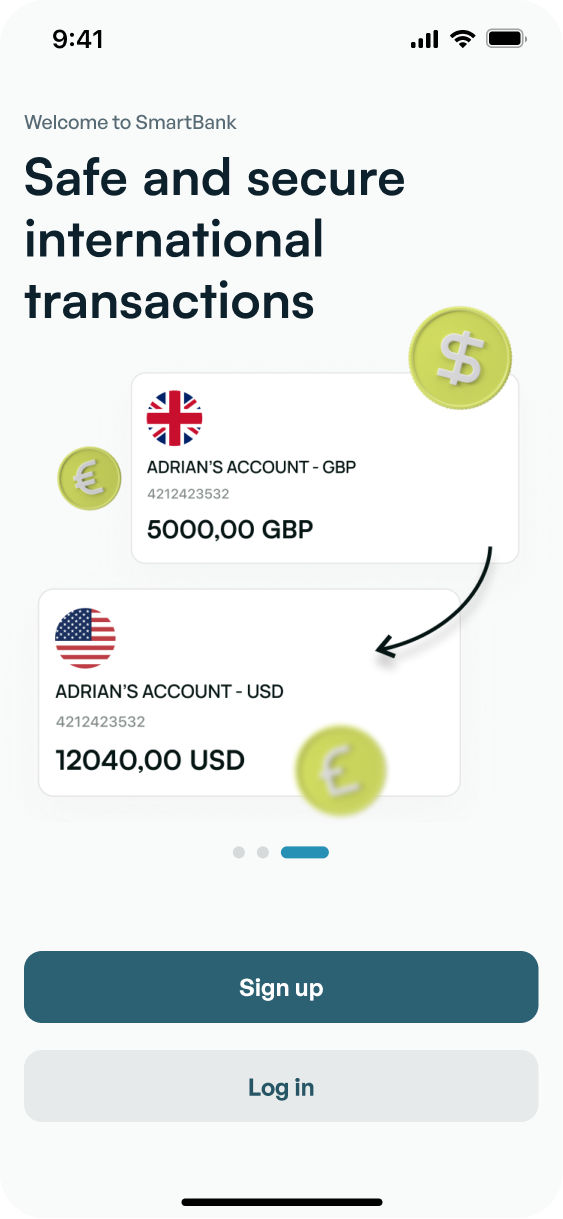 9:41
Welcome to SmartBank
Safe and secure
international
transactions
$
ADRIAN’S ACCOUNT - GBP
4212423532
€
5000,00 GBP
ADRIAN’S ACCOUNT - USD
4212423532
12040,00 USD
£
Sign up
Log in